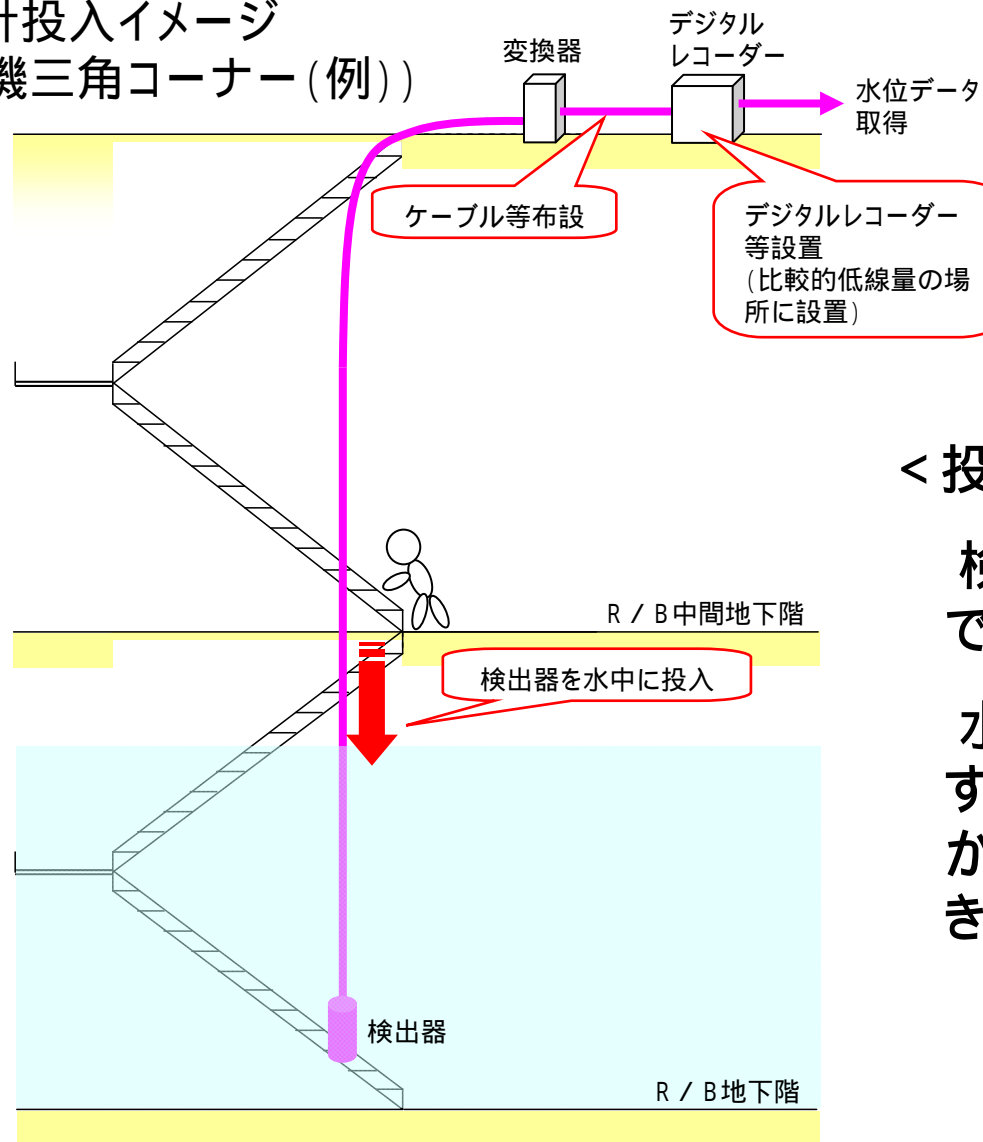 計投入イメージ
機三角コーナー(例))
変換器
デジタル
レコーダー
水位データ
取得
ケーブル等布設
デジタルレコーダー
等設置
(比較的低線量の場
所に設置)
<投
検
で
R/B中間地下階
検出器を水中に投入
水
す
か
き
検出器
R/B地下階